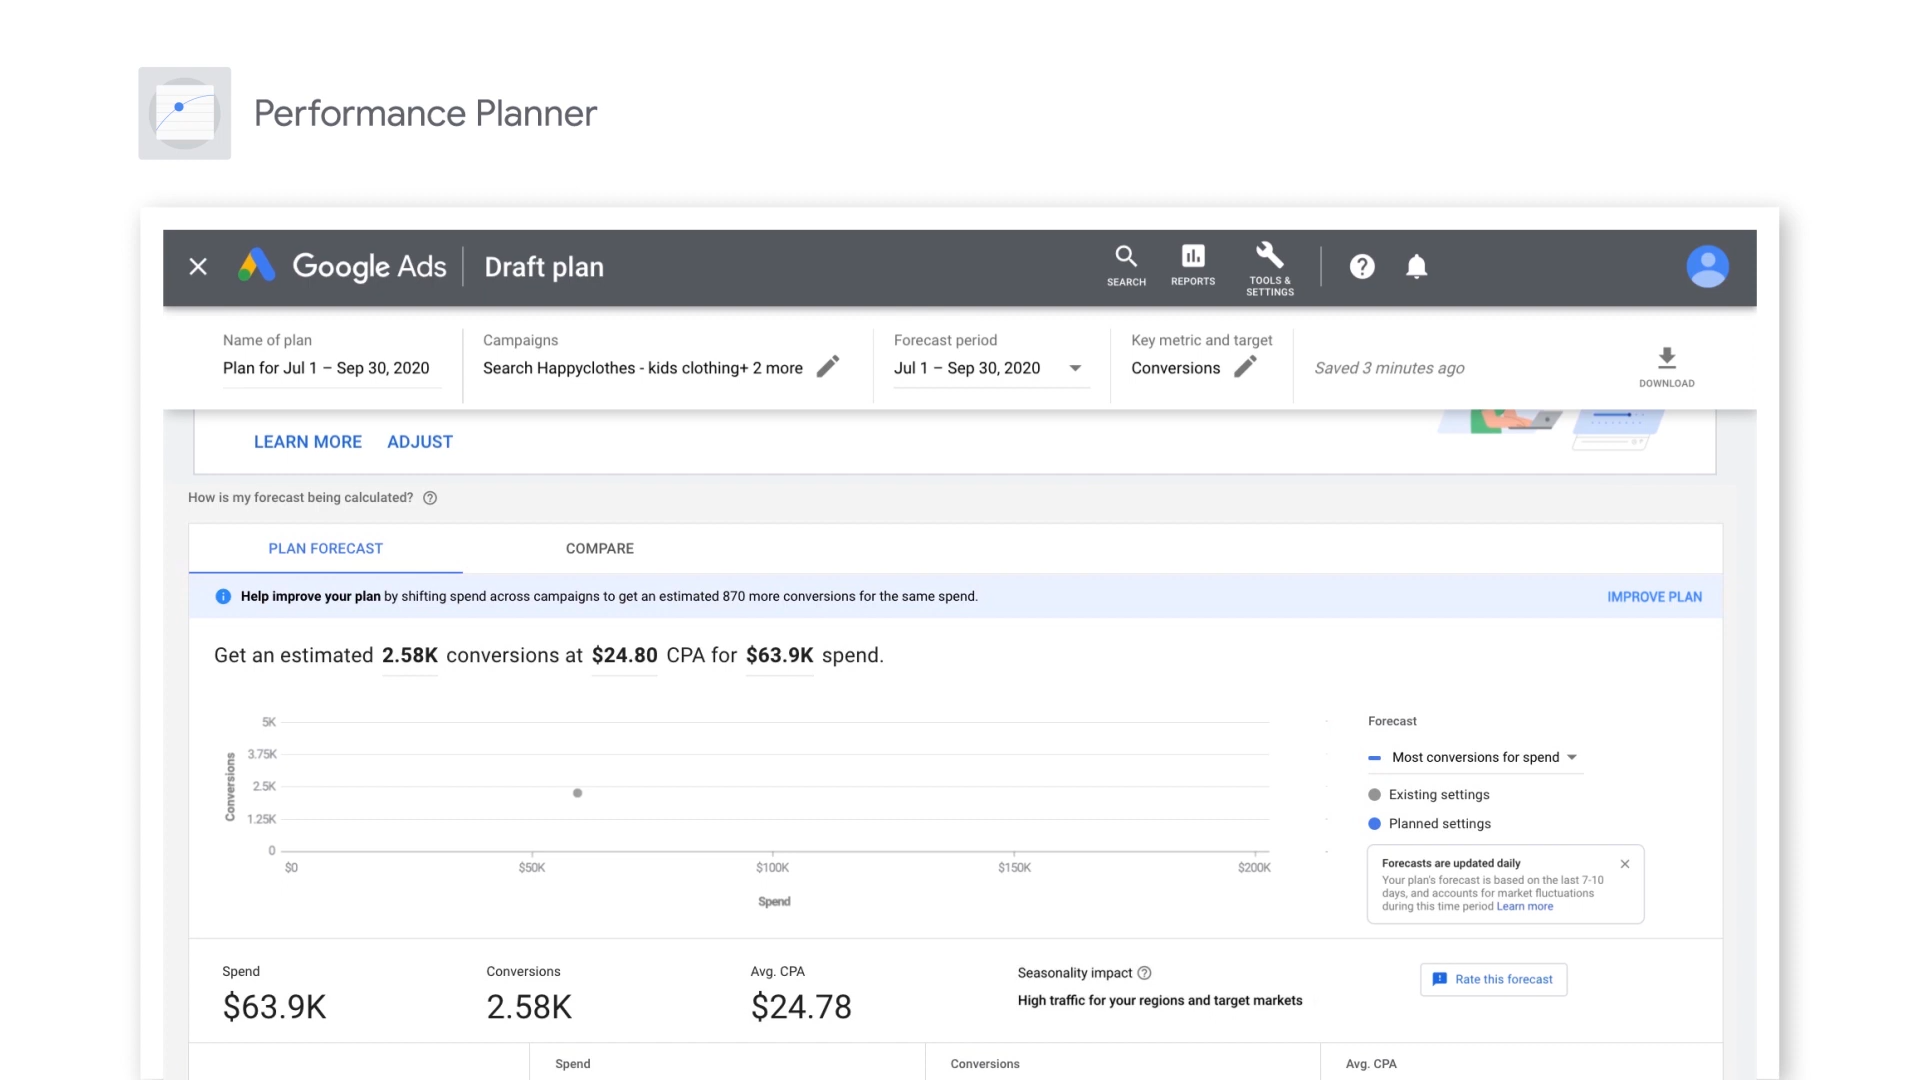 Performance Planner
Google Ads
Draft plan
SEARCH
REPORTS
TOOLS &
SETTINGS
Name of plan
Plan for Jul 1 – Sep 30, 2020
Campaigns
Search Happyclothes - kids clothing+ 2 more
Forecast period
Jul 1 – Sep 30, 2020
Key metric and target
Conversions
Saved 3 minutes ago
DOWNLOAD
LEARN MORE
ADJUST
How is my forecast being calculated?
PLAN FORECAST
COMPARE
Help improve your plan by shifting spend across campaigns to get an estimated 870 more conversions for the same spend.
IMPROVE PLAN
Get an estimated 2.58K conversions at $24.80 CPA for $63.9K spend.
Conversions
5K
3.75K
2.5K
1.25K
0
$0
$50K
$100K
$150K
$200K
Spend
Forecast
Most conversions for spend
Existing settings
Planned settings
Forecasts are updated daily
Your plan's forecast is based on the last 7-10
days, and accounts for market fluctuations
during this time period Learn more
Spend
$63.9K
Conversions
2.58K
Avg. CPA
$24.78
Seasonality impact
High traffic for your regions and target markets
Rate this forecast
Spend
Conversions
Avg. CPA